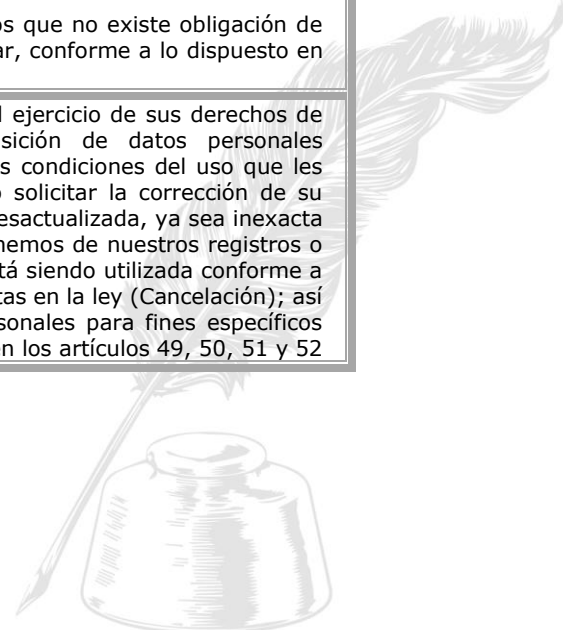 os que no existe obligación de
ar, conforme a lo dispuesto en
l ejercicio de sus derechos de
sición de datos personales
s condiciones del uso que les
o solicitar la corrección de su
esactualizada, ya sea inexacta
nemos de nuestros registros o
tá siendo utilizada conforme a
tas en la ley (Cancelación); así
sonales para fines específicos
en los artículos 49, 50, 51 y 52